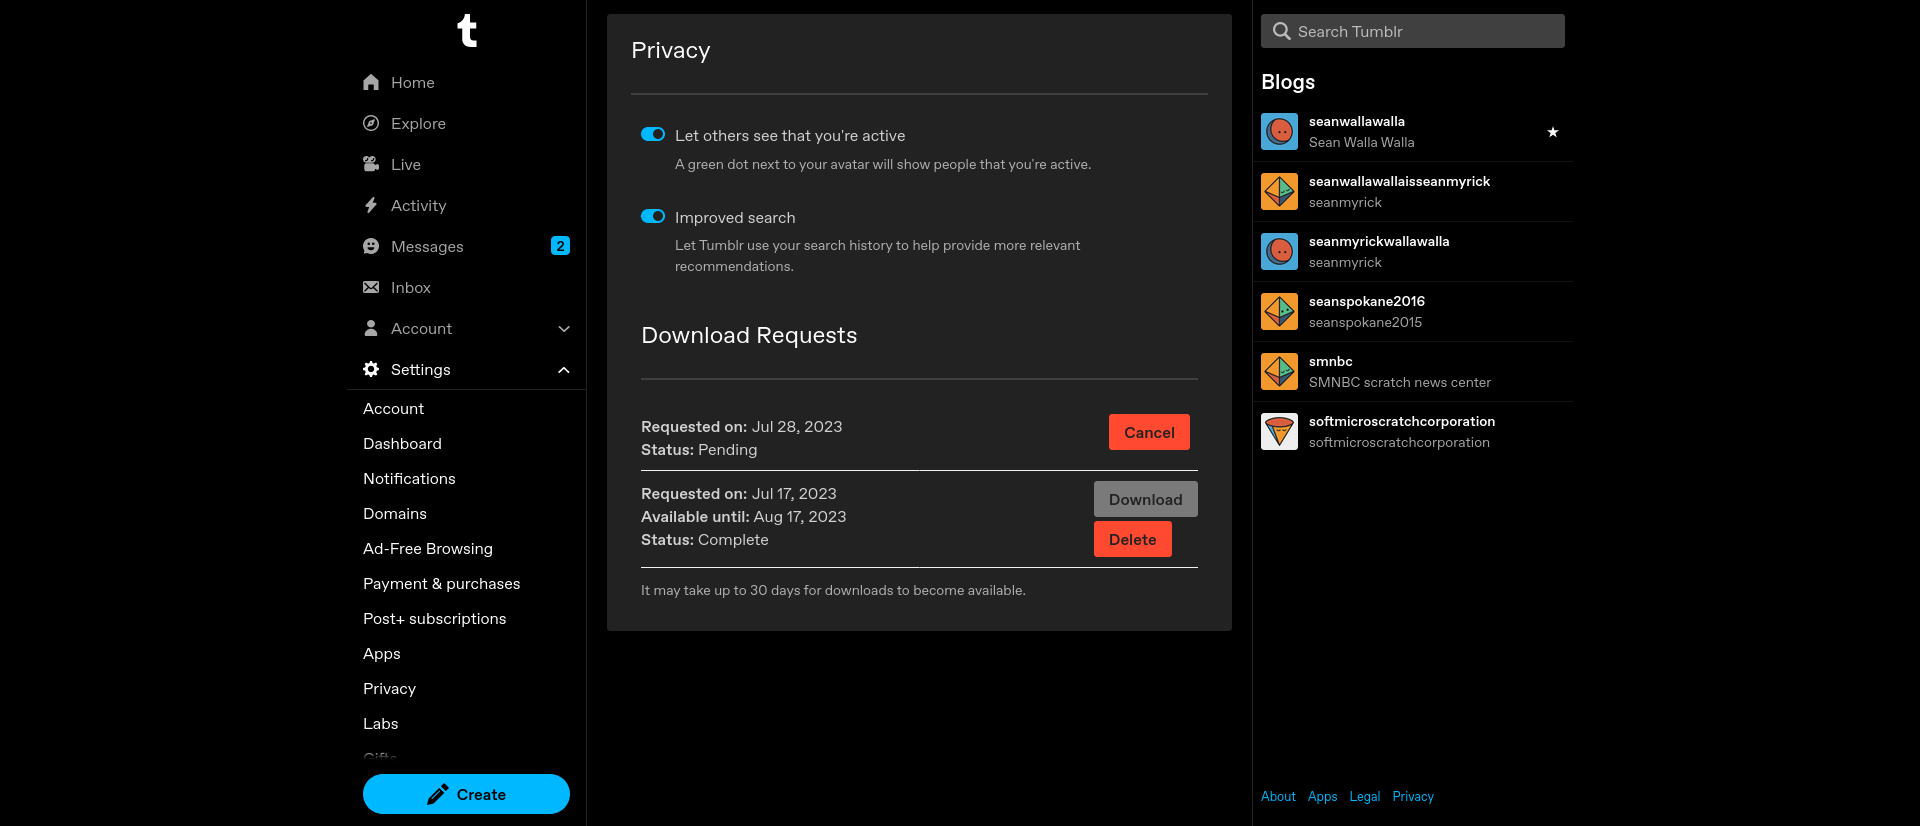 t
Home
Explore
Live
Activity
Messages 2
Inbox
Account
Settings
Account
Dashboard
Notifications
Domains
Ad-Free Browsing
Payment & purchases
Post+ subscriptions
Apps
Privacy
Labs
Gifts
Create
Privacy
Let others see that you're active
A green dot next to your avatar will show people that you're active.
Improved search
Let Tumblr use your search history to help provide more relevant
recommendations.
Download Requests
Requested on: Jul 28, 2023
Status: Pending
Cancel
Requested on: Jul 17, 2023
Available until: Aug 17, 2023
Status: Complete
Download
Delete
It may take up to 30 days for downloads to become available.
Search Tumblr
Blogs
seanwallawalla
Sean Walla Walla
seanwallawallaisseanmyrick
seanmyrick
seanmyrickwallawalla
seanmyrick
seanspokane2016
seanspokane2015
smnbc
SMNBC scratch news center
softmicroscratchcorporation
softmicroscratchcorporation
About Apps Legal Privacy